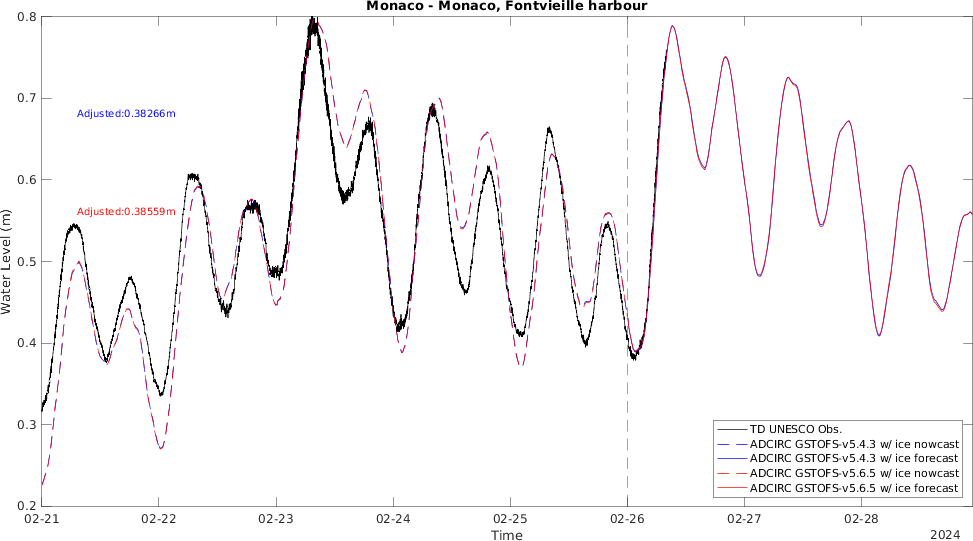 Monaco - Monaco, Fontvieille harbour
0.8
0.7
Adjusted:0.38266m
0.6
Adjusted:0.38559m
0.5
Water Level (m)
0.4
0.3
0.2
TD UNESCO Obs.
ADCIRC GSTOFS-v5.4.3 w/ ice nowcast
ADCIRC GSTOFS-v5.4.3 w/ ice forecast
ADCIRC GSTOFS-v5.6.5 w/ ice nowcast
ADCIRC GSTOFS-v5.6.5 w/ ice forecast
02-21 02-22 02-23 02-24 02-25 02-26 02-27 02-28
Time
2024